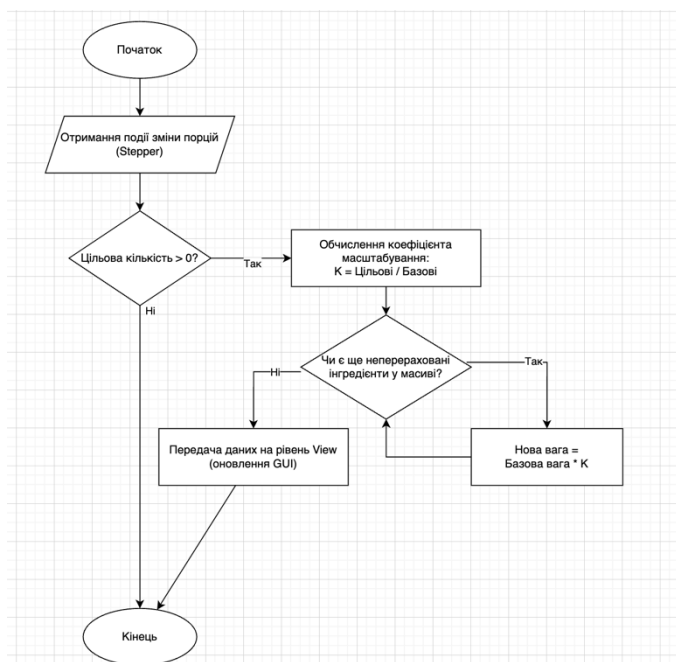 Початок
Отримання події зміни порцій
(Stepper)
Цільова кількість > 0?
Так
Ні
Обчислення коефіцієнта
масштабування:
K = Цільові / Базові
Чи є ще неперераховані
інгредієнти у масиві?
Ні
Так
Передача даних на рівень View
(оновлення GUI)
Нова вага =
Базова вага * K
Кінець